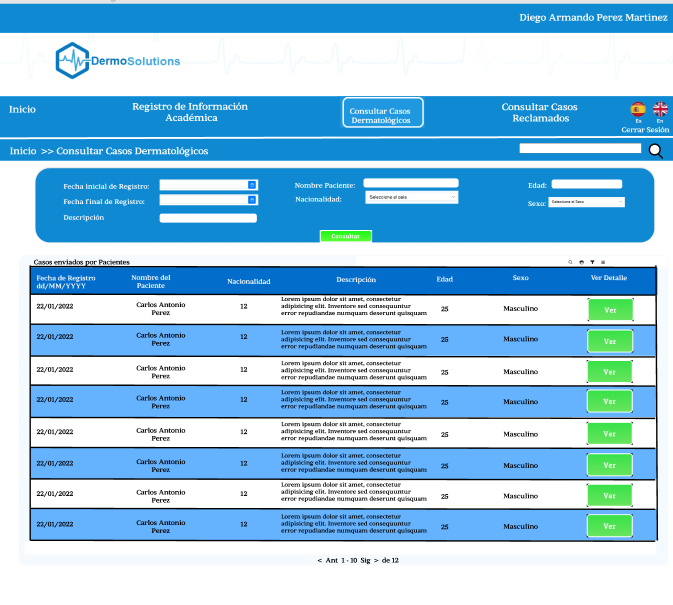 Diego Armando Perez Martinez
DermoSolutions
Inicio
Registro de Información
Académica
Consultar Casos
Dermatológicos
Consultar Casos
Reclamados
Es
En
Cerrar Sesión
Inicio >> Consultar Casos Dermatológicos
Fecha inicial de Registro:
Nombre Paciente:
Edad:
Fecha final de Registro:
Nacionalidad:
Seleccione el país
Sexo:
Seleccione el Sexo
Descripción
Consultar
Casos enviados por Pacientes
Fecha de Registro
dd/MM/YYYY
Nombre del
Paciente
Nacionalidad
Descripción
Edad
Sexo
Ver Detalle
22/01/2022
Carlos Antonio
Perez
12
Lorem ipsum dolor sit amet, consectetur
adipisicing elit. Inventore sed consequuntur
error repudiandae numquam deserunt quisquam
25
Masculino
Ver
22/01/2022
Carlos Antonio
Perez
12
Lorem ipsum dolor sit amet, consectetur
adipisicing elit. Inventore sed consequuntur
error repudiandae numquam deserunt quisquam
25
Masculino
Ver
22/01/2022
Carlos Antonio
Perez
12
Lorem ipsum dolor sit amet, consectetur
adipisicing elit. Inventore sed consequuntur
error repudiandae numquam deserunt quisquam
25
Masculino
Ver
22/01/2022
Carlos Antonio
Perez
12
Lorem ipsum dolor sit amet, consectetur
adipisicing elit. Inventore sed consequuntur
error repudiandae numquam deserunt quisquam
25
Masculino
Ver
22/01/2022
Carlos Antonio
Perez
12
Lorem ipsum dolor sit amet, consectetur
adipisicing elit. Inventore sed consequuntur
error repudiandae numquam deserunt quisquam
25
Masculino
Ver
22/01/2022
Carlos Antonio
Perez
12
Lorem ipsum dolor sit amet, consectetur
adipisicing elit. Inventore sed consequuntur
error repudiandae numquam deserunt quisquam
25
Masculino
Ver
22/01/2022
Carlos Antonio
Perez
12
Lorem ipsum dolor sit amet, consectetur
adipisicing elit. Inventore sed consequuntur
error repudiandae numquam deserunt quisquam
25
Masculino
Ver
22/01/2022
Carlos Antonio
Perez
12
Lorem ipsum dolor sit amet, consectetur
adipisicing elit. Inventore sed consequuntur
error repudiandae numquam deserunt quisquam
25
Masculino
Ver
< Ant 1 - 10 Sig > de 12